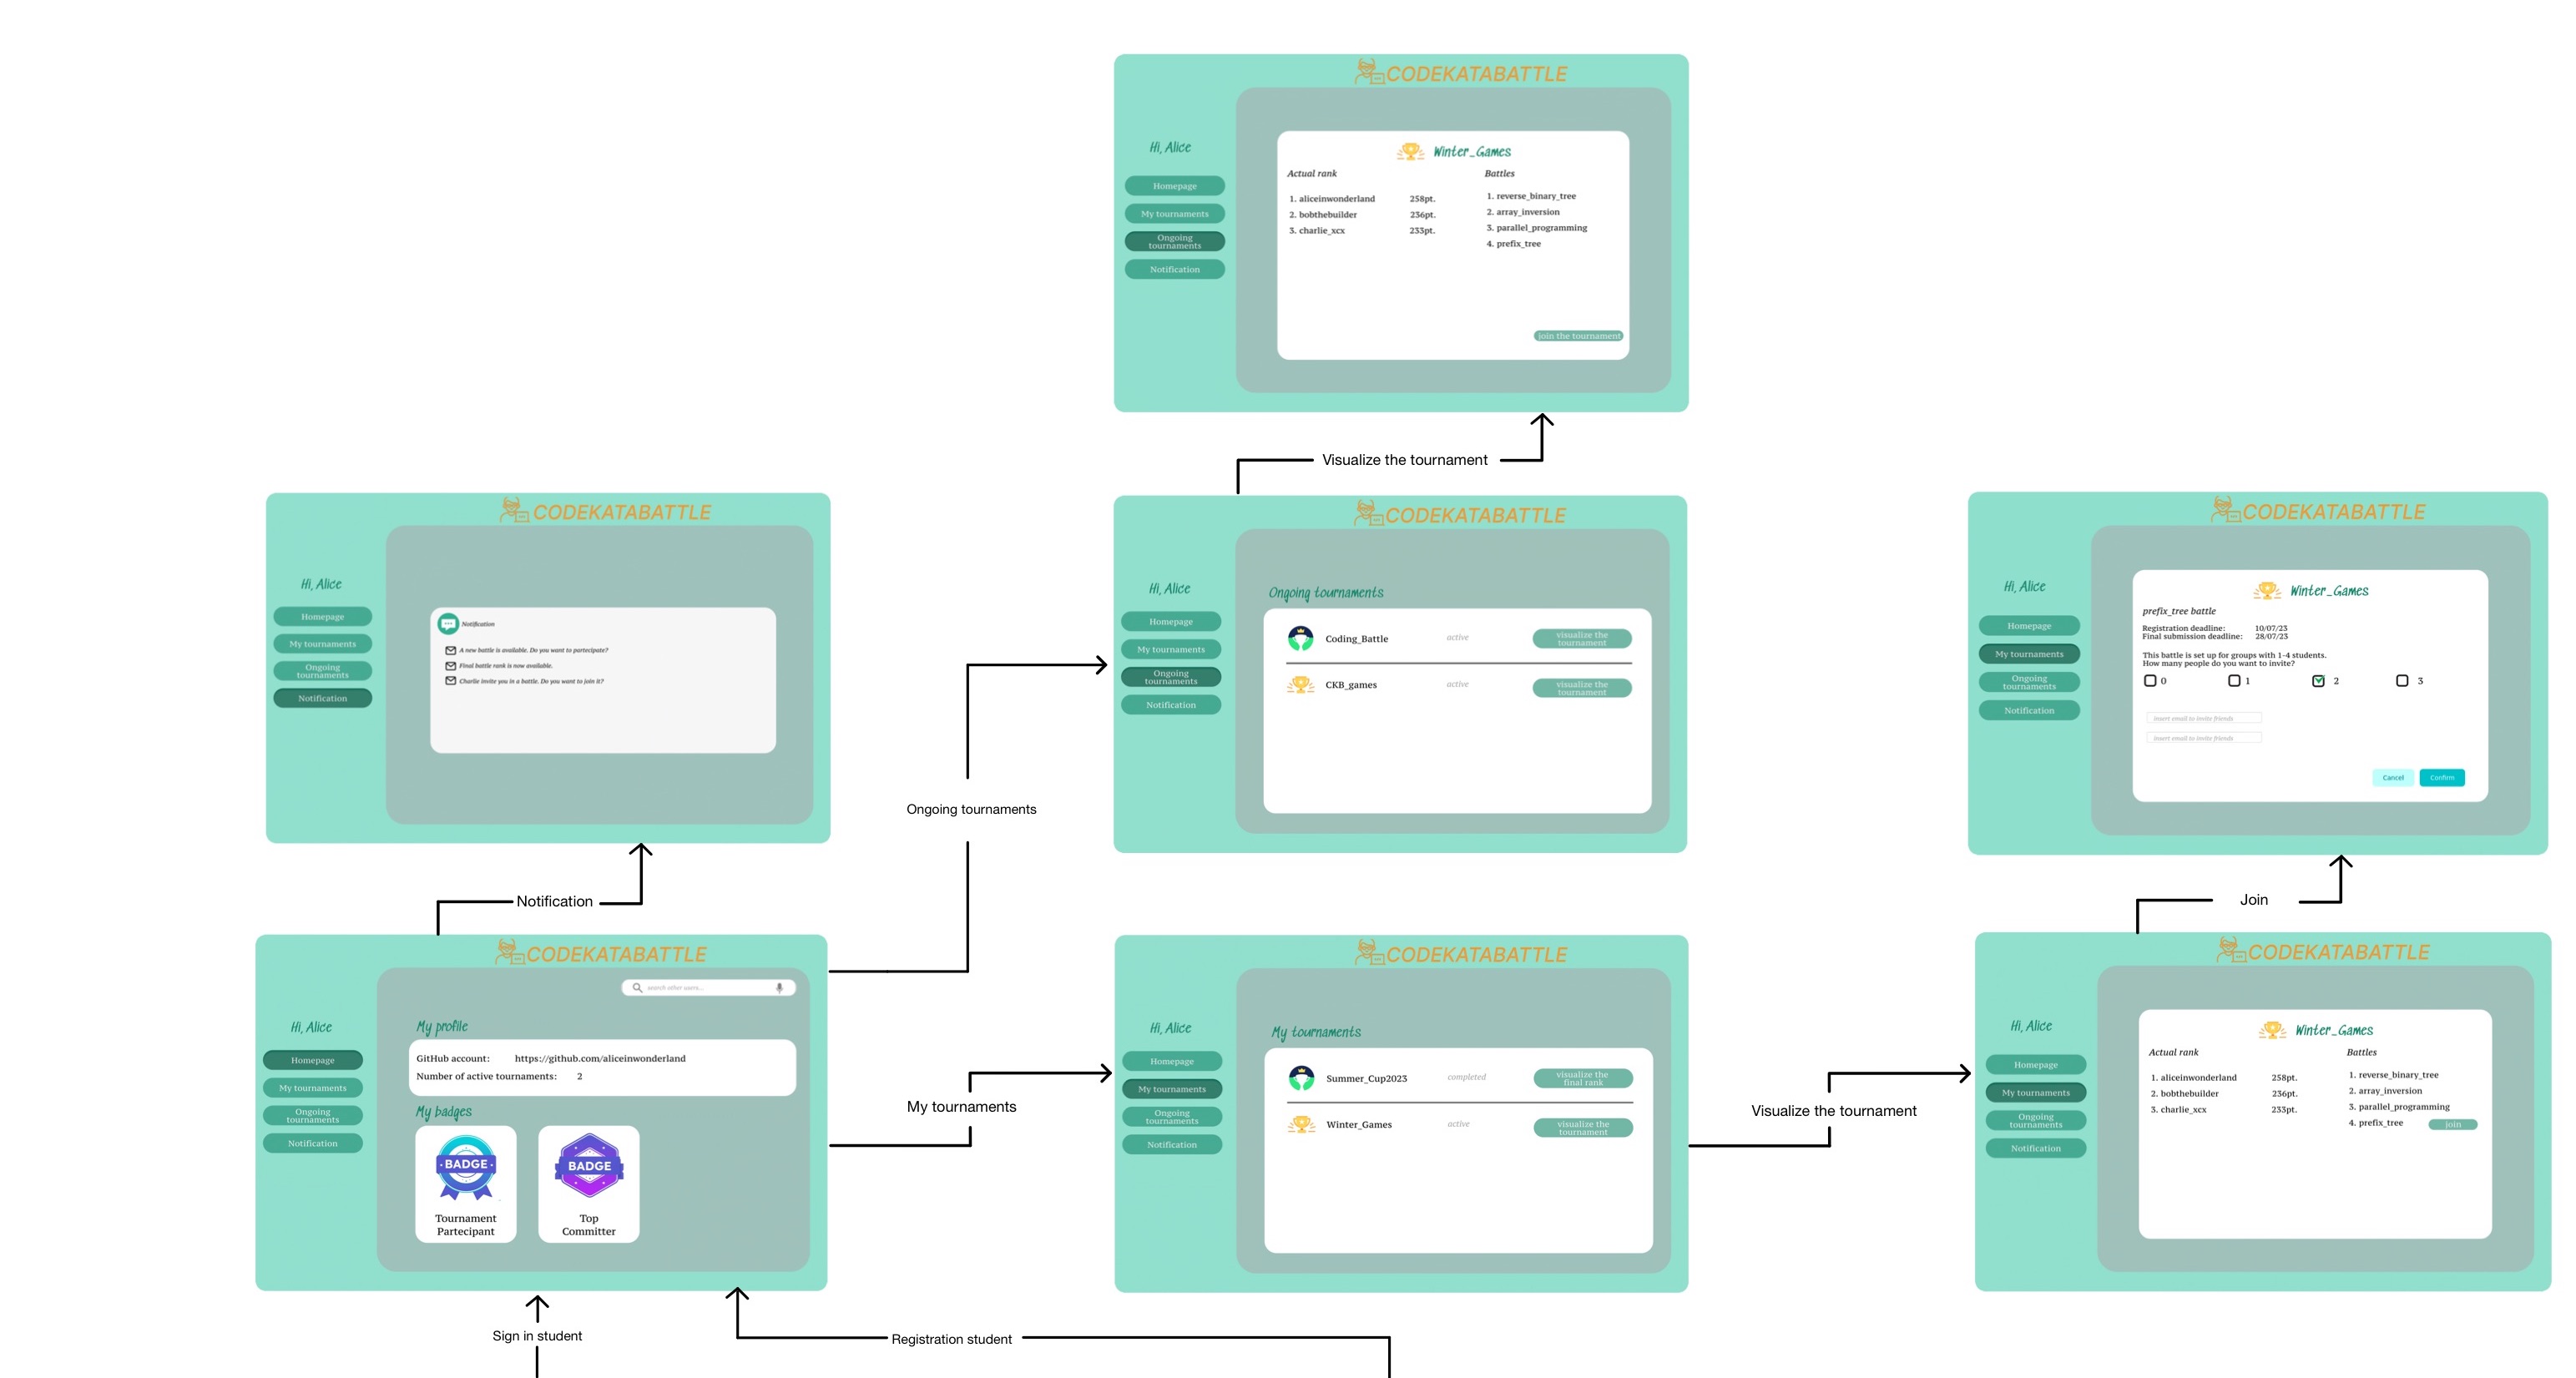 CODEKATABATTLE
Hi, Alice
Homepage
My tournaments
Ongoing
tournaments
Notification
Winter_Games
Actual rank
Battles
1. aliceinwonderland 258pt.
2. bobthebuilder 236pt.
3. charlie_xcx 233pt.
1. reverse_binary_tree
2. array_inversion
3. parallel_programming
4. prefix_tree
join the tournament
Visualize the tournament
CODEKATABATTLE
Hi, Alice
Homepage
My tournaments
Ongoing
tournaments
Notification
Notification
A new battle is available. Do you want to partecipate?
Final battle rank is now available.
Charlie invite you in a battle. Do you want to join it?
CODEKATABATTLE
Hi, Alice
Homepage
My tournaments
Ongoing
tournaments
Notification
Ongoing tournaments
Coding_Battle active visualize the
tournament
CKB_games active visualize the
tournament
CODEKATABATTLE
Hi, Alice
Homepage
My tournaments
Ongoing
tournaments
Notification
Winter_Games
prefix_tree battle
Registration deadline: 10/07/23
Final submission deadline: 28/07/23
This battle is set up for groups with 1-4 students.
How many people do you want to invite?
0 1 2 3
insert email to invite friends
insert email to invite friends
Cancel Confirm
Notification
Ongoing tournaments
Join
CODEKATABATTLE
search other users...
Hi, Alice
Homepage
My tournaments
Ongoing
tournaments
Notification
My profile
GitHub account: https://github.com/aliceinwonderland
Number of active tournaments: 2
My badges
BADGE
Tournament
Partecipant
BADGE
Top
Committer
My tournaments
CODEKATABATTLE
Hi, Alice
Homepage
My tournaments
Ongoing
tournaments
Notification
My tournaments
Summer_Cup2023 completed visualize the
final rank
Winter_Games active visualize the
tournament
Visualize the tournament
CODEKATABATTLE
Hi, Alice
Homepage
My tournaments
Ongoing
tournaments
Notification
Winter_Games
Actual rank
Battles
1. aliceinwonderland 258pt.
2. bobthebuilder 236pt.
3. charlie_xcx 233pt.
1. reverse_binary_tree
2. array_inversion
3. parallel_programming
4. prefix_tree join
Sign in student
Registration student